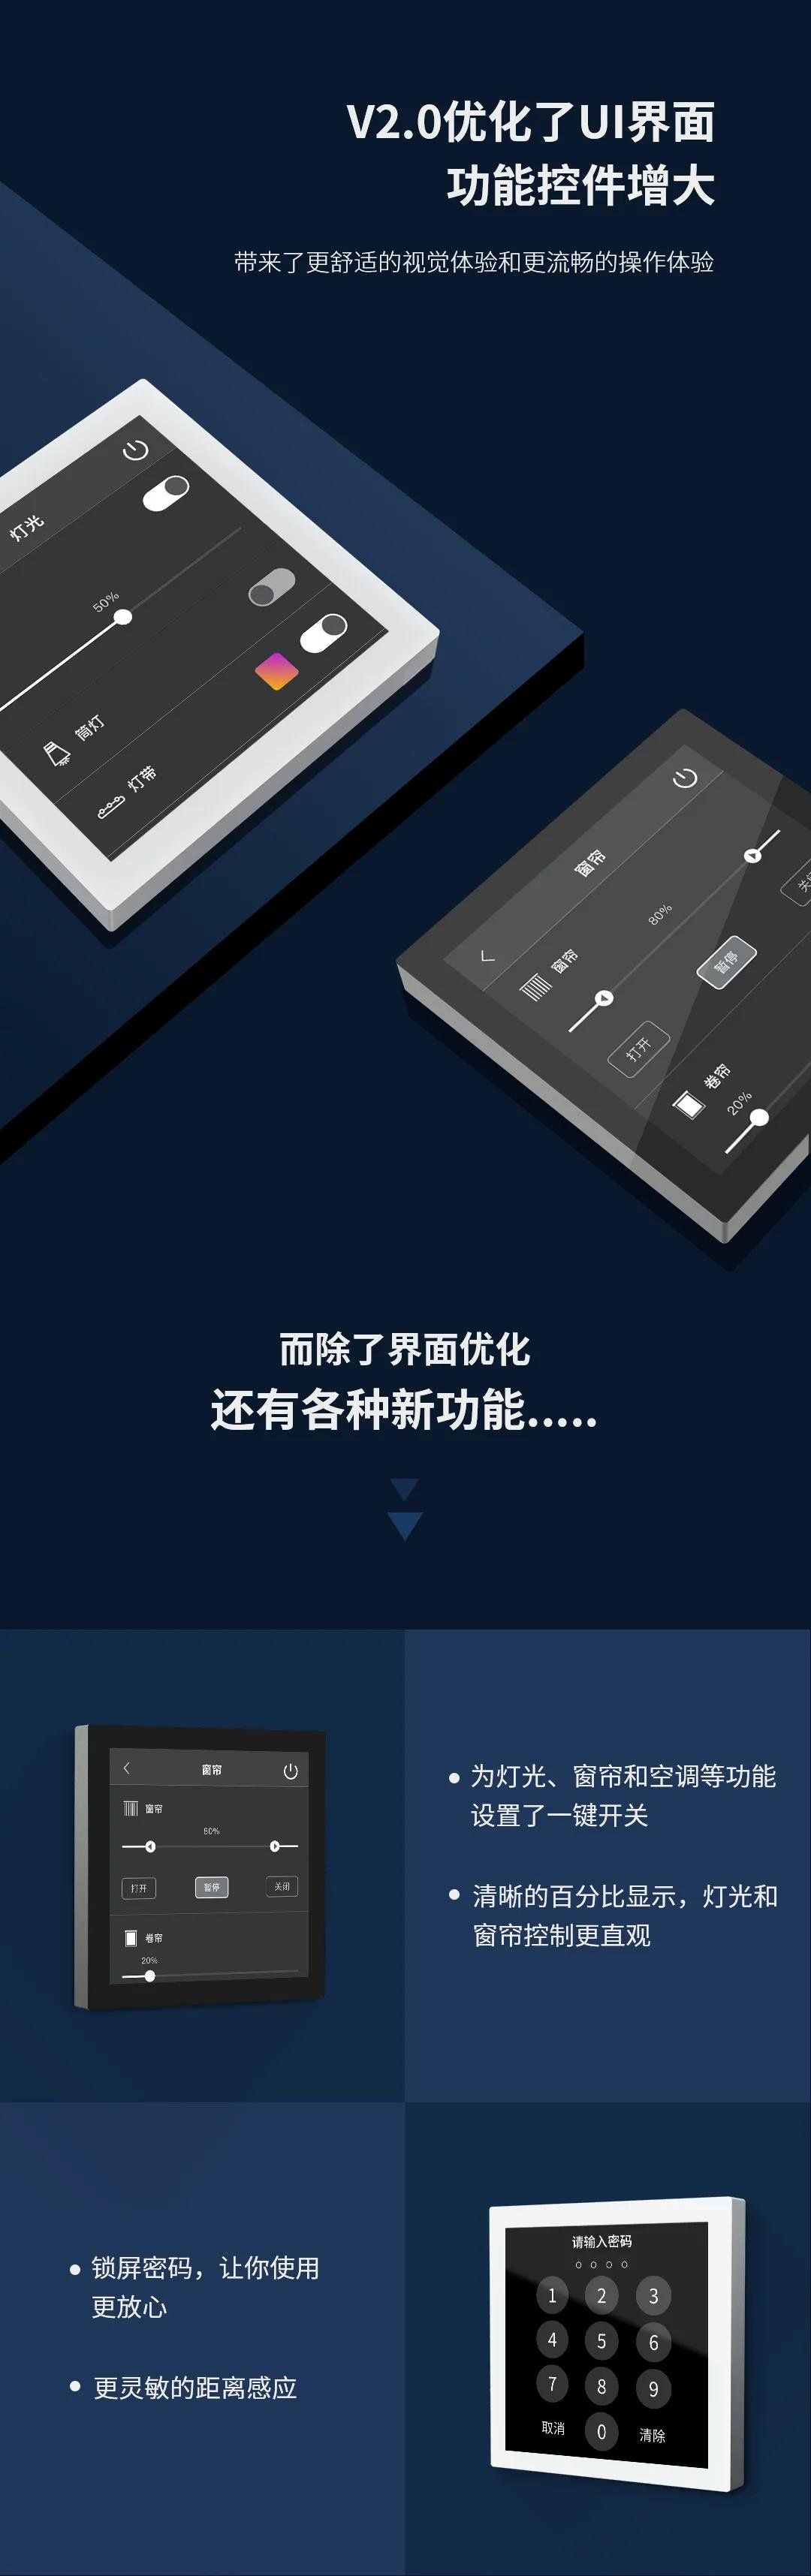 V2.0优化了UI界面
功能控件增大
带来了更舒适的视觉体验和更流畅的操作体验
灯光
50%
筒灯
灯带
窗帘
窗帘
80%
打开
暂停
卷帘
20%
而除了界面优化
还有各种新功能.....
窗帘
窗帘
50%
打开
暂停
关闭
卷帘
20%
为灯光、窗帘和空调等功能
设置了一键开关
清晰的百分比显示，灯光和
窗帘控制更直观
锁屏密码，让你使用
更放心
更灵敏的距离感应
请输入密码
1 2 3
4 5 6
7 8 9
取消 0 清除